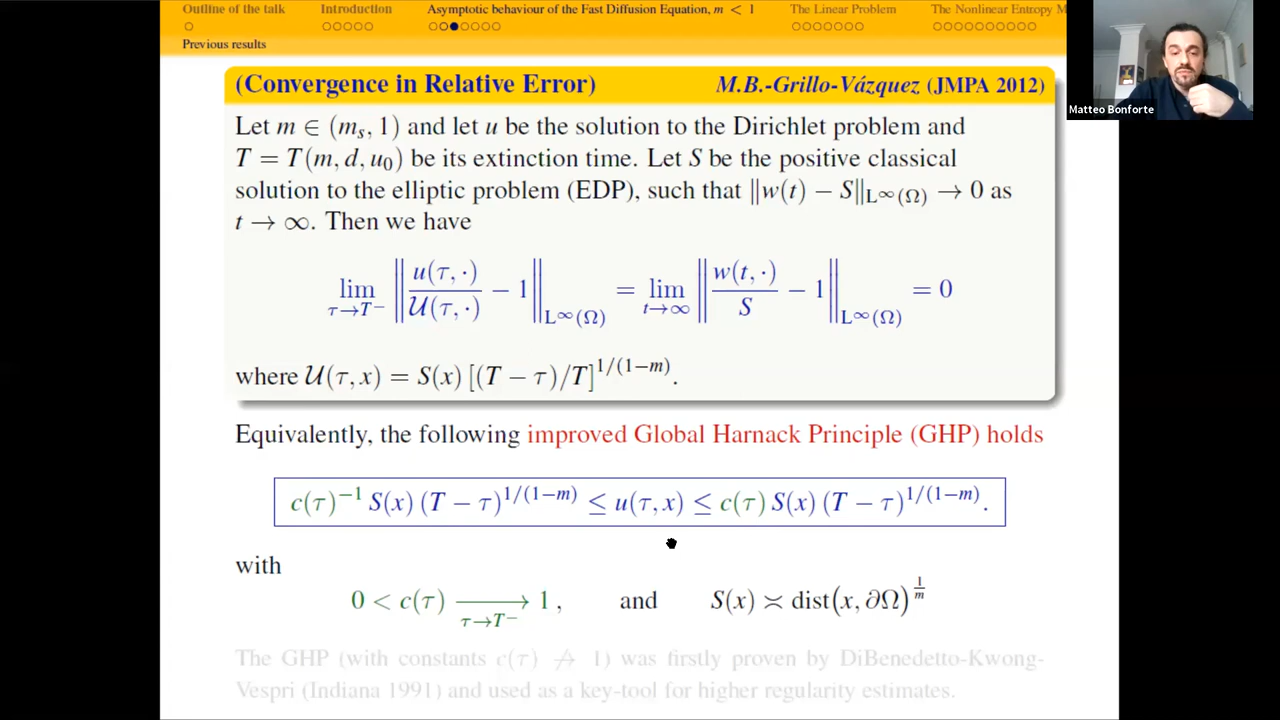 Outline of the talk
Introduction
Asymptotic behaviour of the Fast Diffusion Equation, m < 1
The Linear Problem
The Nonlinear Entropy M
Previous results
Matteo Bonforte
(Convergence in Relative Error) M.B.-Grillo-Vázquez (JMPA 2012)
Let m ∈ (mₛ, 1) and let u be the solution to the Dirichlet problem and
T = T(m, d, u₀) be its extinction time. Let S be the positive classical
solution to the elliptic problem (EDP), such that ‖w(t) − S‖_{L^∞(Ω)} → 0 as
t → ∞. Then we have
lim_{τ→T⁻} ‖ u(τ, ·) / 𝒰(τ, ·) − 1 ‖_{L^∞(Ω)} = lim_{t→∞} ‖ w(t, ·) / S − 1 ‖_{L^∞(Ω)} = 0
where 𝒰(τ, x) = S(x) [(T − τ)/T]^{1/(1−m)}.
Equivalently, the following improved Global Harnack Principle (GHP) holds
c(τ)⁻¹ S(x) (T − τ)^{1/(1−m)} ≤ u(τ, x) ≤ c(τ) S(x) (T − τ)^{1/(1−m)}.
with
0 < c(τ) →_{τ→T⁻} 1 , and S(x) ≍ dist(x, ∂Ω)^{1/m}
The GHP (with constants c(τ) ↛ 1) was firstly proven by DiBenedetto-Kwong-
Vespri (Indiana 1991) and used as a key-tool for higher regularity estimates.